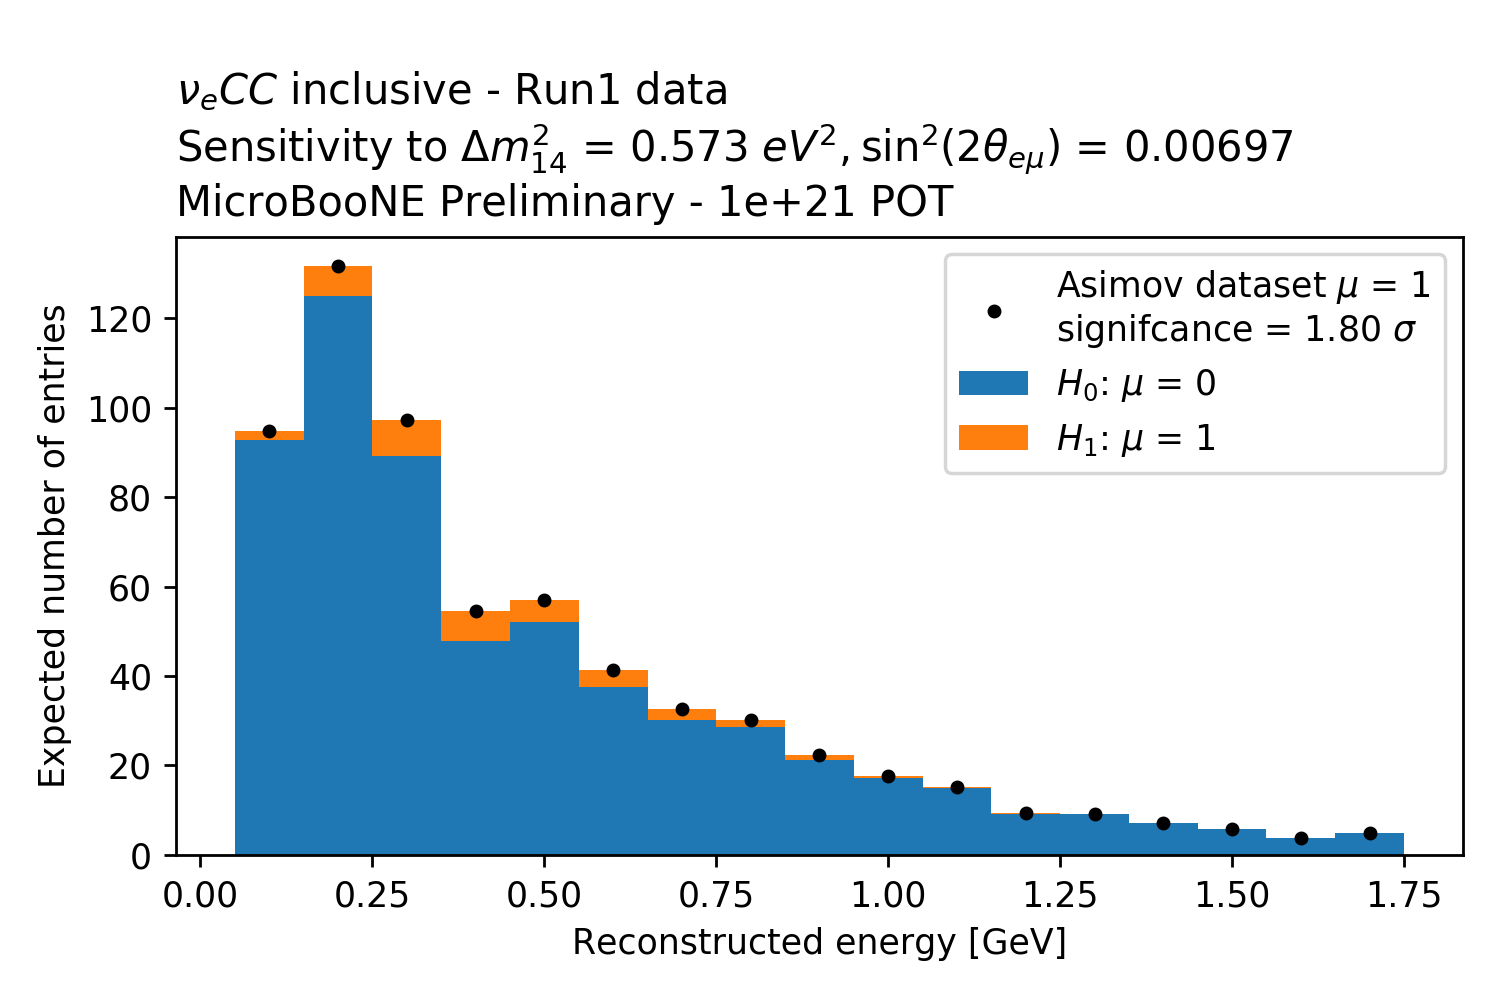 νₑCC inclusive - Run1 data
Sensitivity to Δm²₁₄ = 0.573 eV², sin²(2θₑμ) = 0.00697
MicroBooNE Preliminary - 1e+21 POT
Asimov dataset μ = 1
signifcance = 1.80 σ
H₀: μ = 0
H₁: μ = 1
Expected number of entries
120
100
80
60
40
20
0
0.00 0.25 0.50 0.75 1.00 1.25 1.50 1.75
Reconstructed energy [GeV]